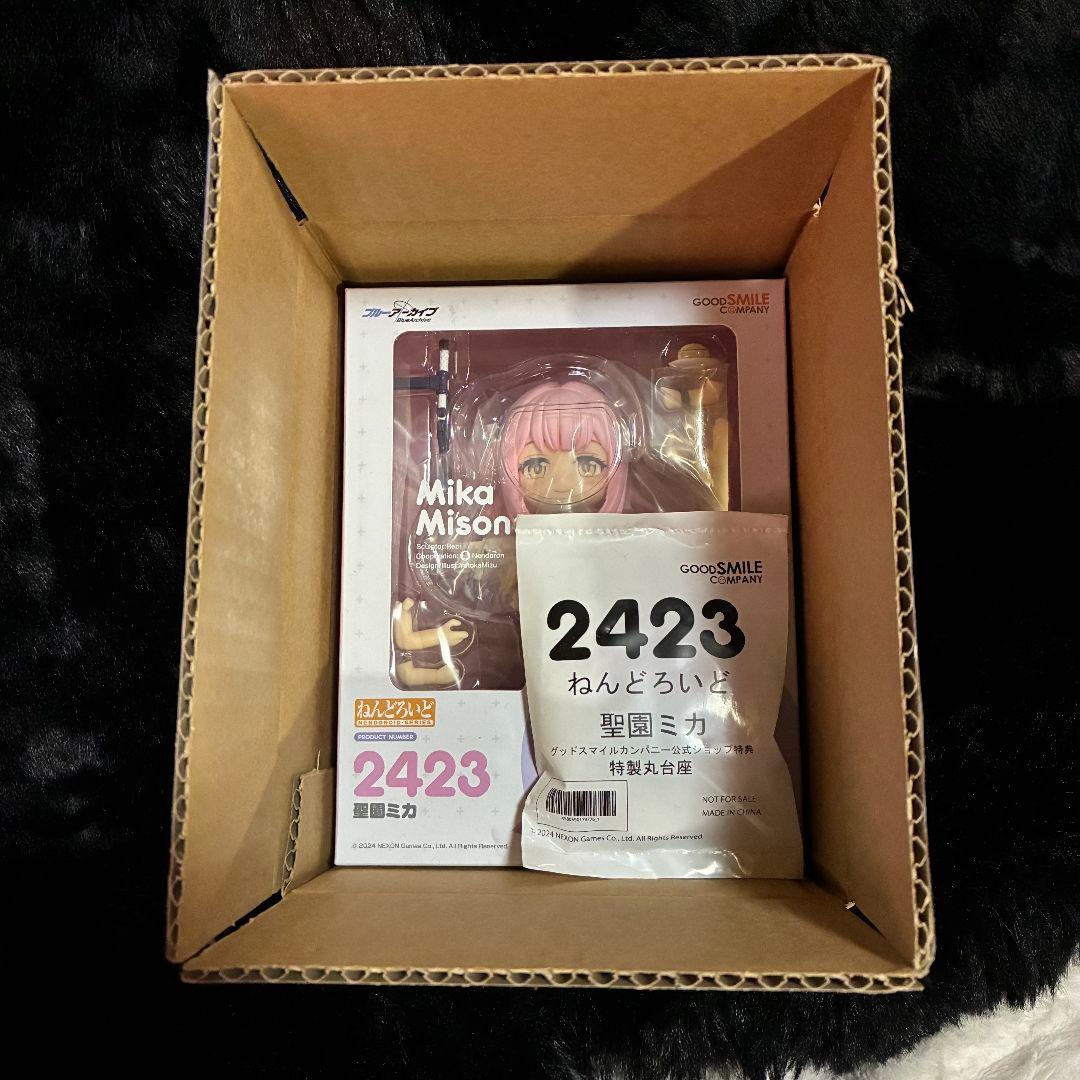 ブルーアーカイブ
BlueArchive
GOOD SMILE
COMPANY
Mika
Mison
Cooperation: Nendoron
ねんどろいど
NENDOROID·SERIES
PRODUCT NUMBER
2423
聖園ミカ
© 2024 NEXON Games Co., Ltd. All Rights Reserved.
GOOD SMILE
COMPANY
2423
ねんどろいど
聖園ミカ
グッドスマイルカンパニー公式ショップ特典
特製丸台座
NOT FOR SALE
MADE IN CHINA
© 2024 NEXON Games Co., Ltd. All Rights Reserved.